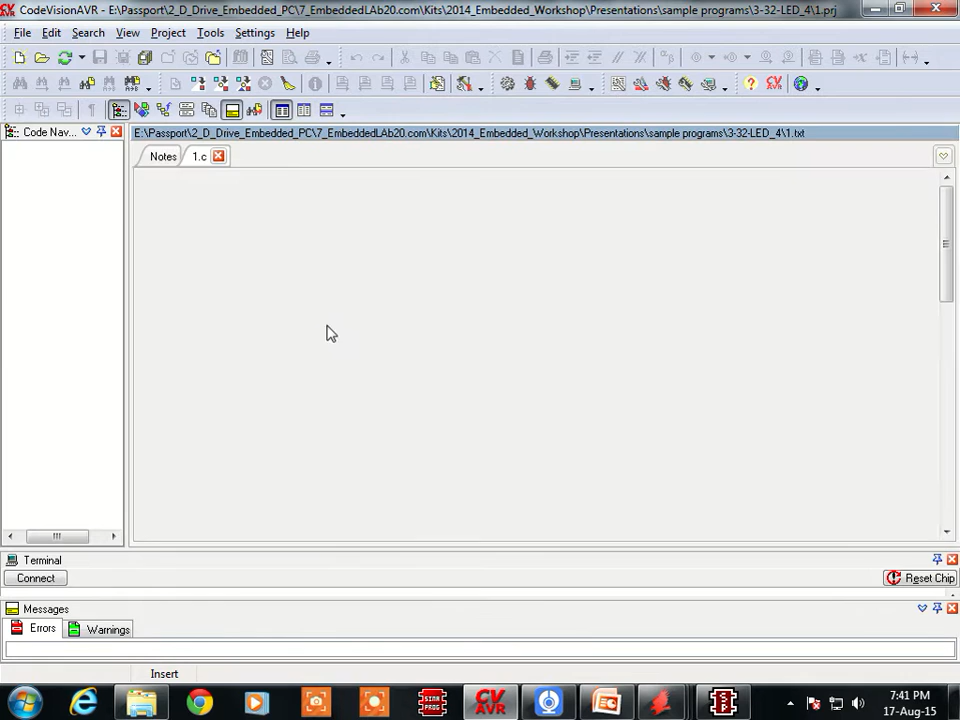 CodeVisionAVR - E:\Passport\2_D_Drive_Embedded_PC\7_EmbeddedLAb20.com\Kits\2014_Embedded_Workshop\Presentations\sample programs\3-32-LED_4\1.prj
File Edit Search View Project Tools Settings Help
Code Nav...
E:\Passport\2_D_Drive_Embedded_PC\7_EmbeddedLAb20.com\Kits\2014_Embedded_Workshop\Presentations\sample programs\3-32-LED_4\1.txt
Notes 1.c
Terminal
Connect Reset Chip
Messages
Errors Warnings
Insert
CV AVR
7:41 PM
17-Aug-15